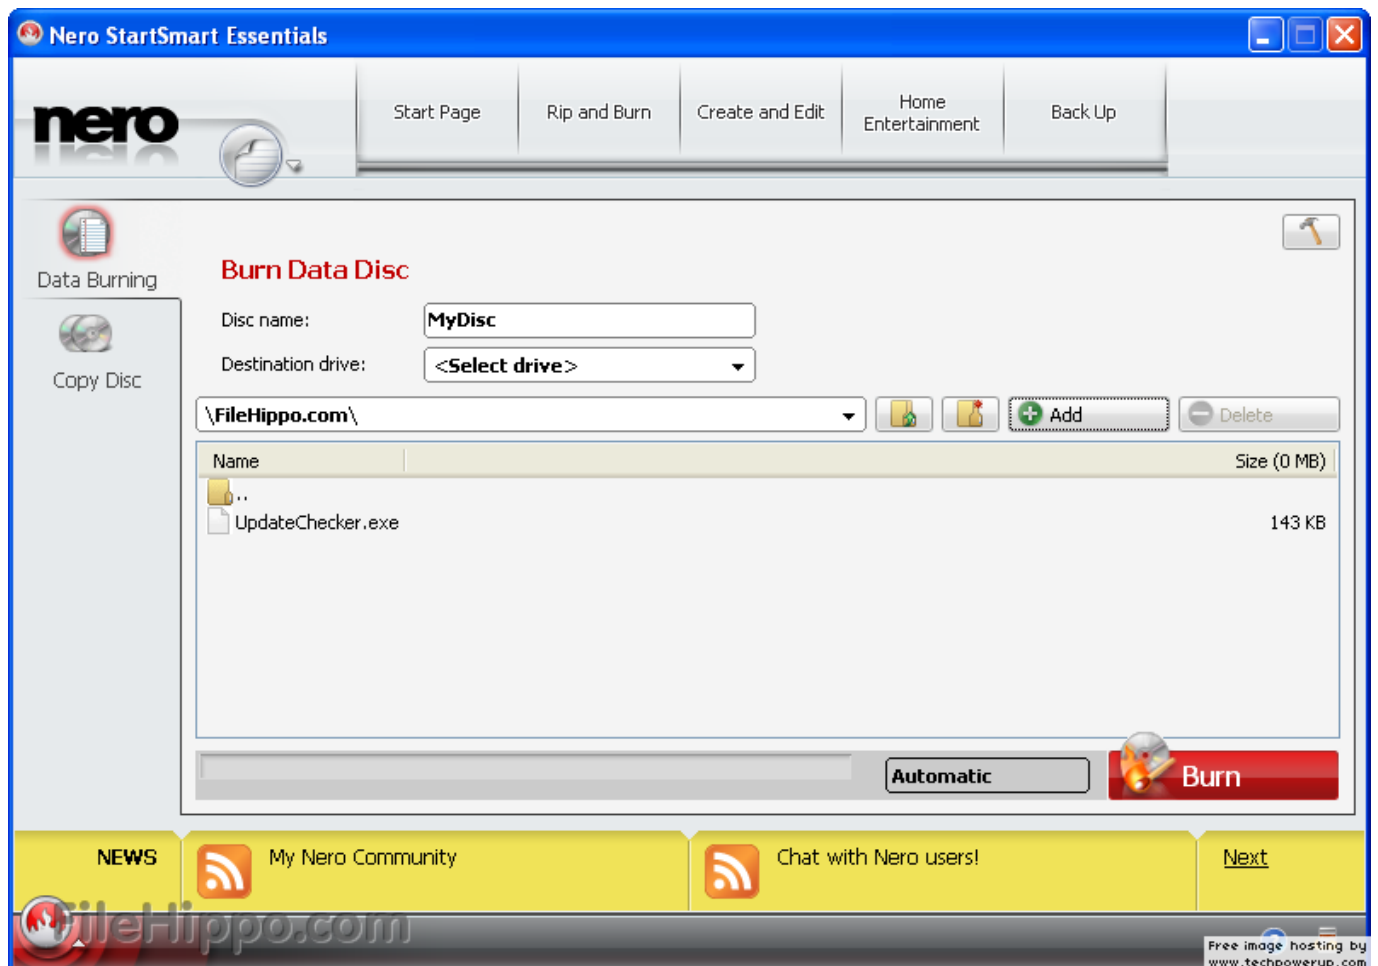 Nero StartSmart Essentials
nero
Start Page
Rip and Burn
Create and Edit
Home
Entertainment
Back Up
Data Burning
Copy Disc
Burn Data Disc
Disc name:
MyDisc
Destination drive:
<Select drive>
\FileHippo.com\
Add
Delete
Name
Size (0 MB)
..
UpdateChecker.exe
143 KB
Automatic
Burn
NEWS
My Nero Community
Chat with Nero users!
Next
FileHippo.com
Free image hosting by
www.techpowerup.com